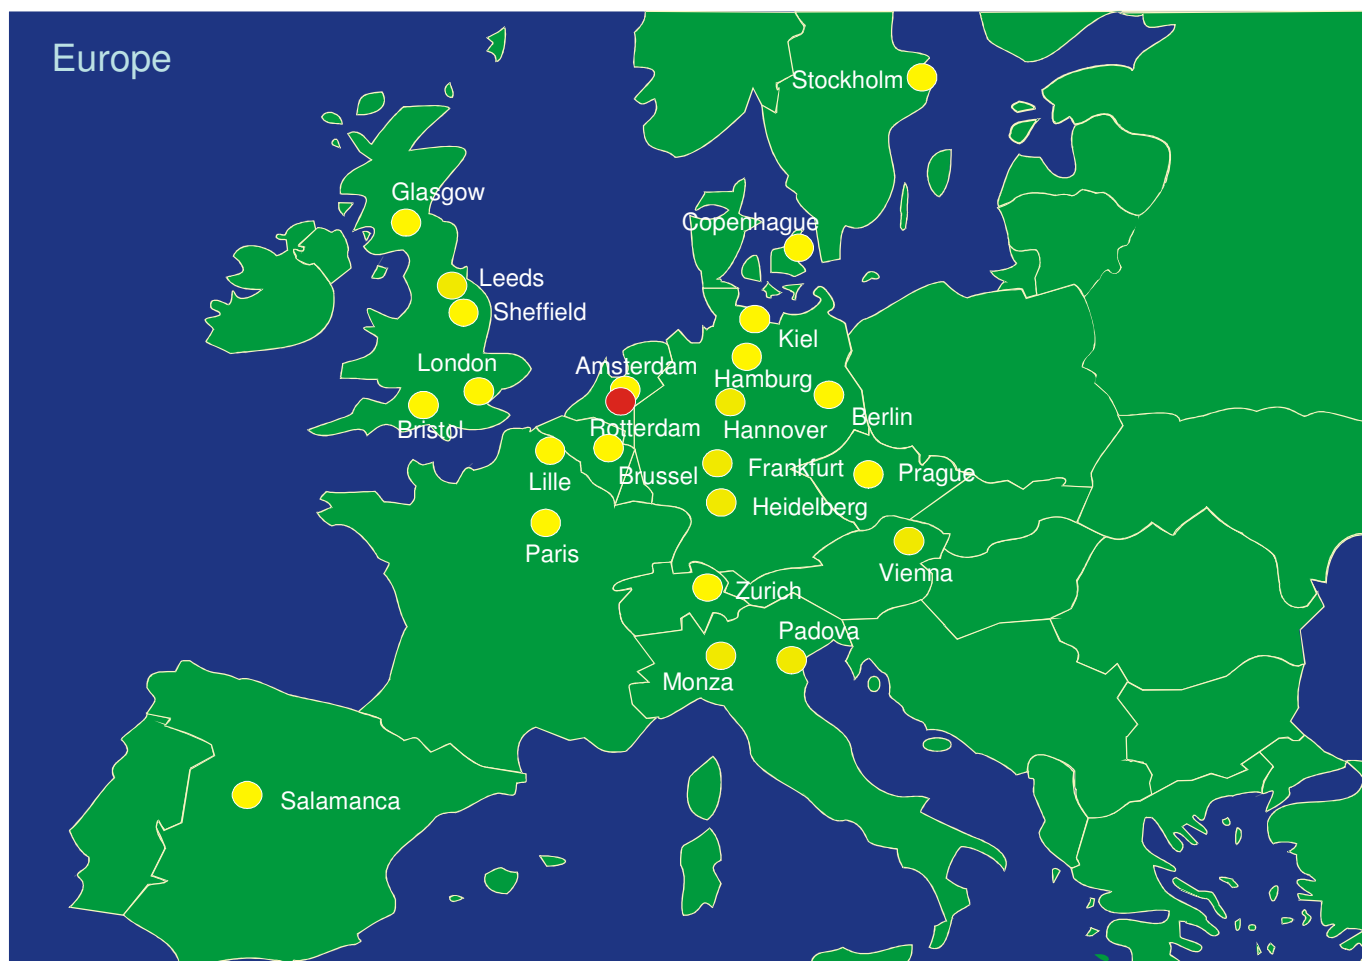 Europe
Stockholm
Glasgow
Copenhague
Leeds
Sheffield
Kiel
London
Amsterdam
Hamburg
Berlin
Bristol
Rotterdam
Hannover
Lille
Brussel
Frankfurt
Prague
Heidelberg
Paris
Vienna
Zurich
Padova
Monza
Salamanca